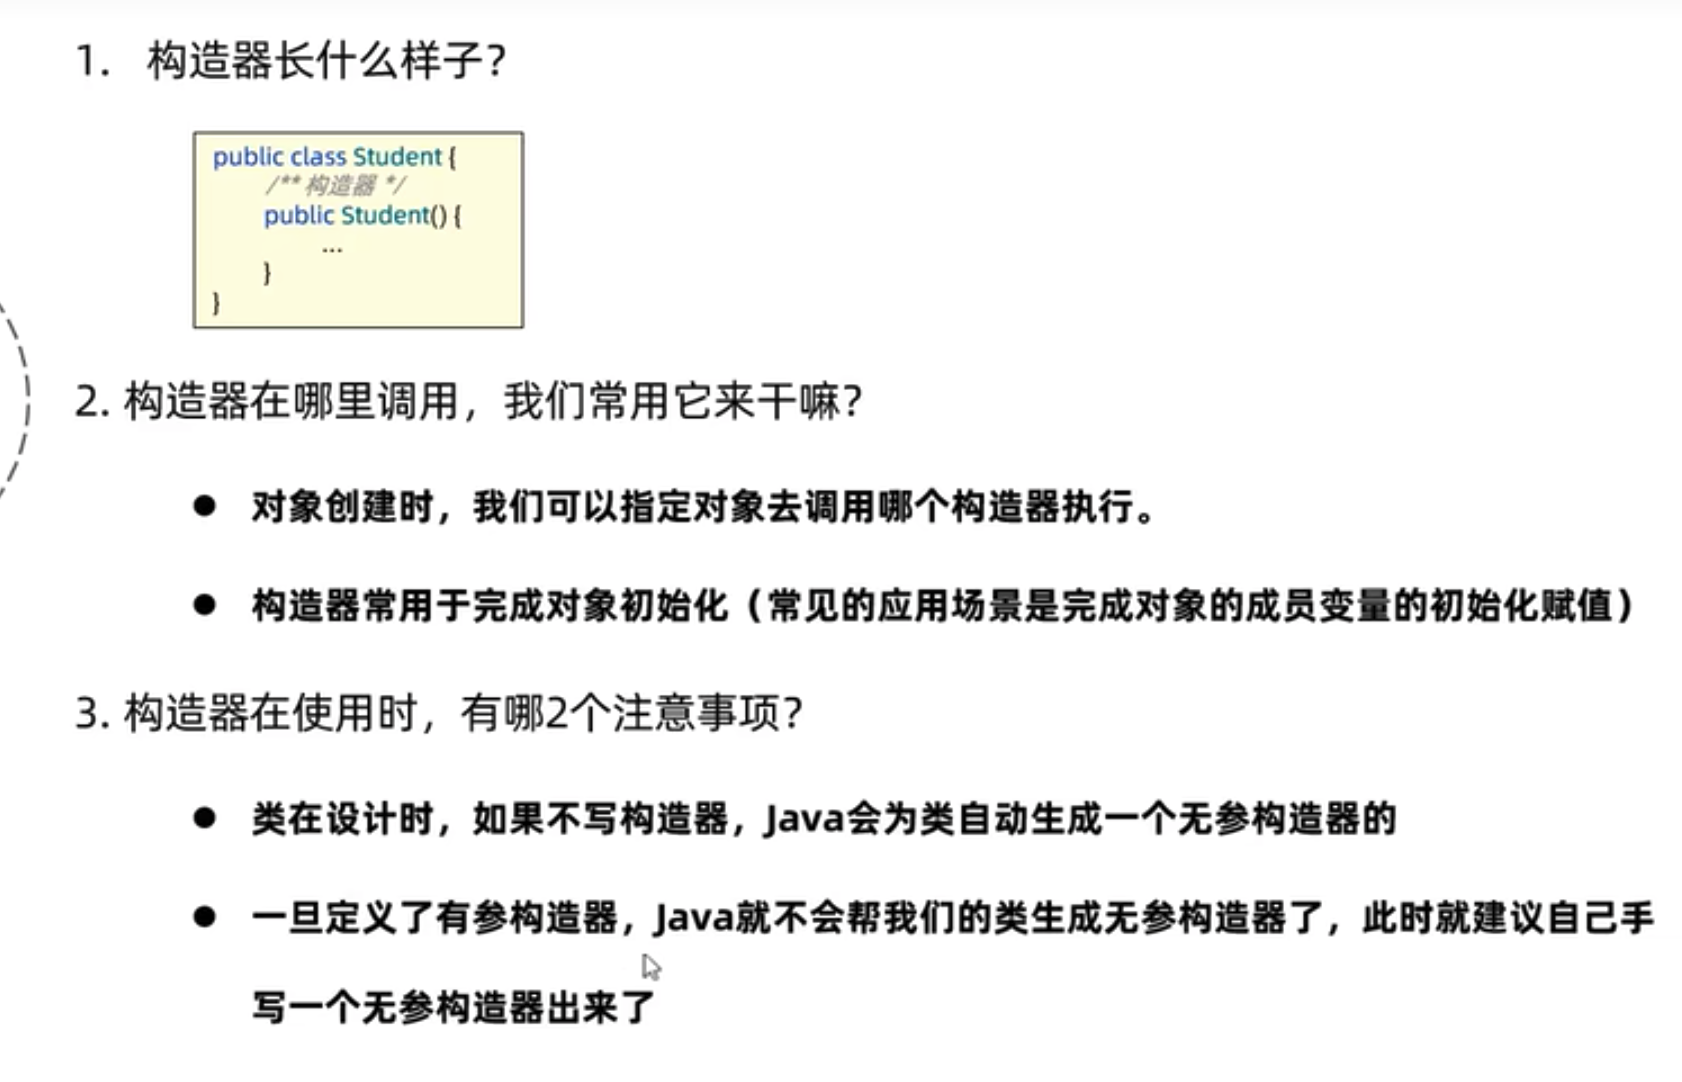 1. 构造器长什么样子？
public class Student {
/** 构造器 */
public Student() {
...
}
}
2. 构造器在哪里调用，我们常用它来干嘛？
● 对象创建时，我们可以指定对象去调用哪个构造器执行。
● 构造器常用于完成对象初始化（常见的应用场景是完成对象的成员变量的初始化赋值）
3. 构造器在使用时，有哪2个注意事项？
● 类在设计时，如果不写构造器，Java会为类自动生成一个无参构造器的
● 一旦定义了有参构造器，Java就不会帮我们的类生成无参构造器了，此时就建议自己手
写一个无参构造器出来了